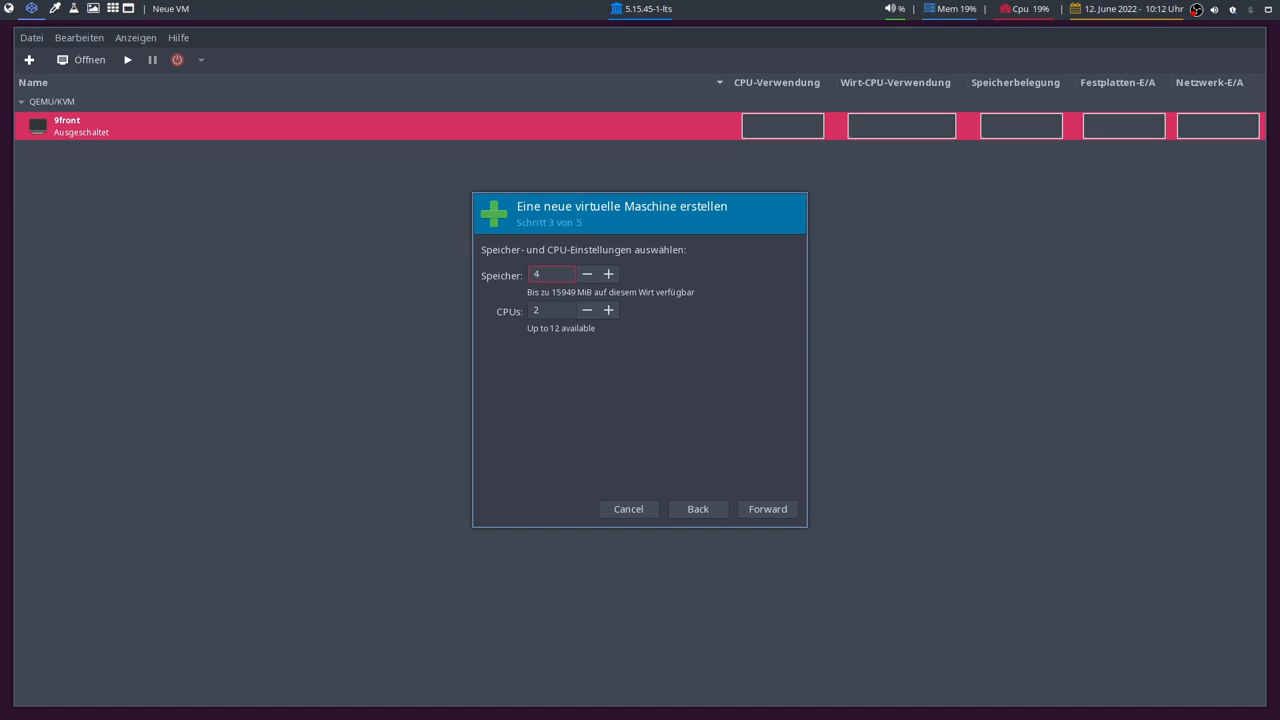 Neue VM
5.15.45-1-lts
%
Mem 19%
Cpu 19%
12. June 2022 - 10:12 Uhr
Datei Bearbeiten Anzeigen Hilfe
Öffnen
Name CPU-Verwendung Wirt-CPU-Verwendung Speicherbelegung Festplatten-E/A Netzwerk-E/A
QEMU/KVM
9front
Ausgeschaltet
Eine neue virtuelle Maschine erstellen
Schritt 3 von 5
Speicher- und CPU-Einstellungen auswählen:
Speicher: 4
Bis zu 15949 MiB auf diesem Wirt verfügbar
CPUs: 2
Up to 12 available
Cancel Back Forward